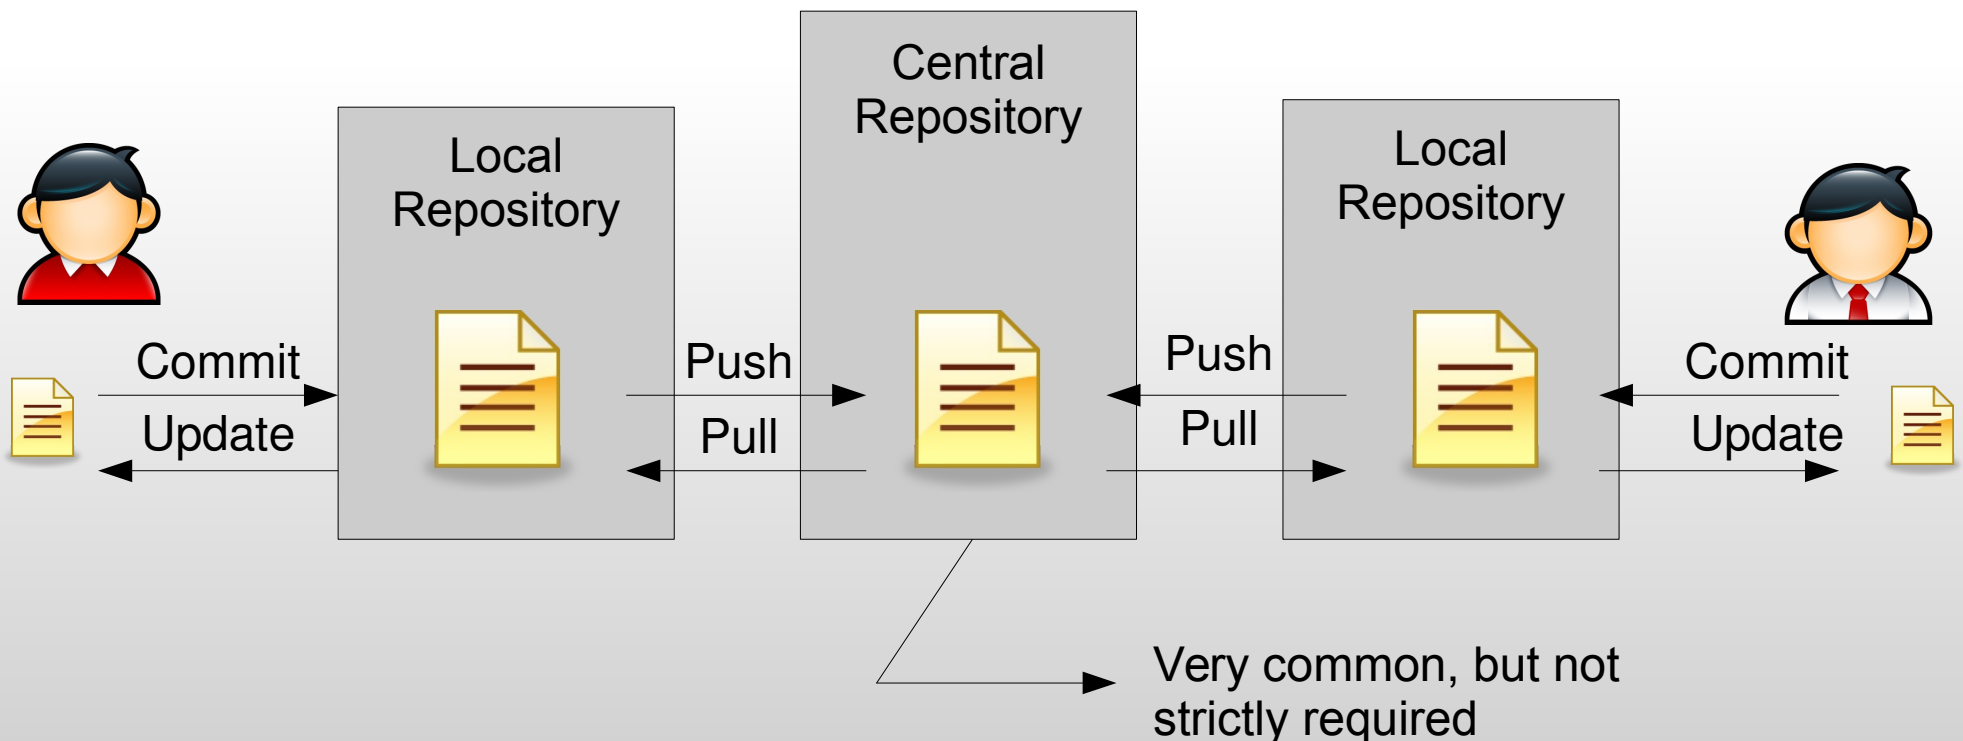 Central
Repository
Local
Repository
Local
Repository
Commit
Update
Push
Pull
Push
Pull
Commit
Update
Very common, but not
strictly required